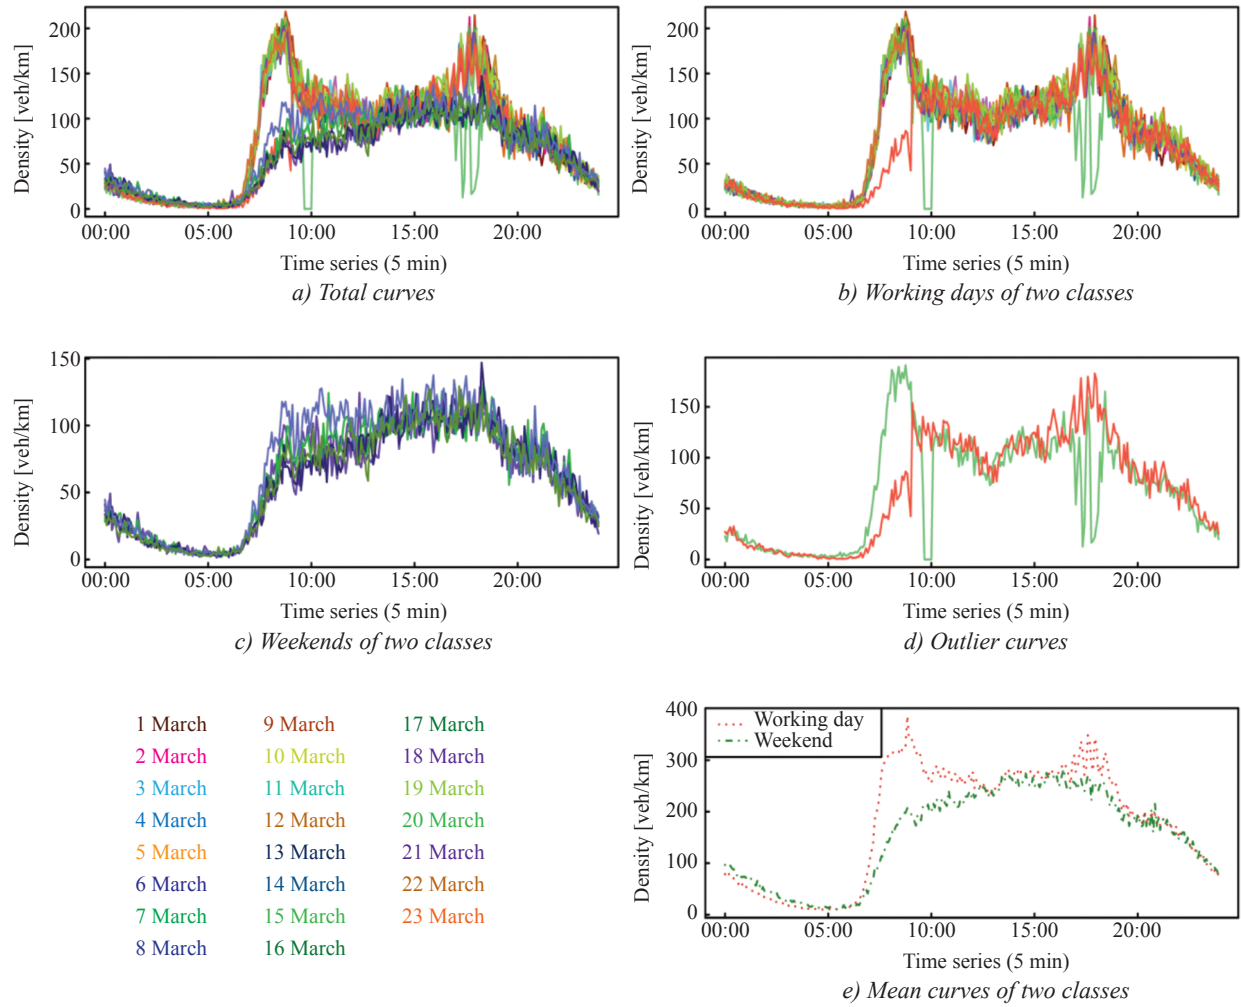 Density [veh/km]
200
150
100
50
0
00:00 05:00 10:00 15:00 20:00
Time series (5 min)
a) Total curves
Density [veh/km]
200
150
100
50
0
00:00 05:00 10:00 15:00 20:00
Time series (5 min)
b) Working days of two classes
Density [veh/km]
150
100
50
0
00:00 05:00 10:00 15:00 20:00
Time series (5 min)
c) Weekends of two classes
Density [veh/km]
150
100
50
0
00:00 05:00 10:00 15:00 20:00
Time series (5 min)
d) Outlier curves
1 March 9 March 17 March
2 March 10 March 18 March
3 March 11 March 19 March
4 March 12 March 20 March
5 March 13 March 21 March
6 March 14 March 22 March
7 March 15 March 23 March
8 March 16 March
Density [veh/km]
400
300
200
100
0
Working day
Weekend
00:00 05:00 10:00 15:00 20:00
Time series (5 min)
e) Mean curves of two classes